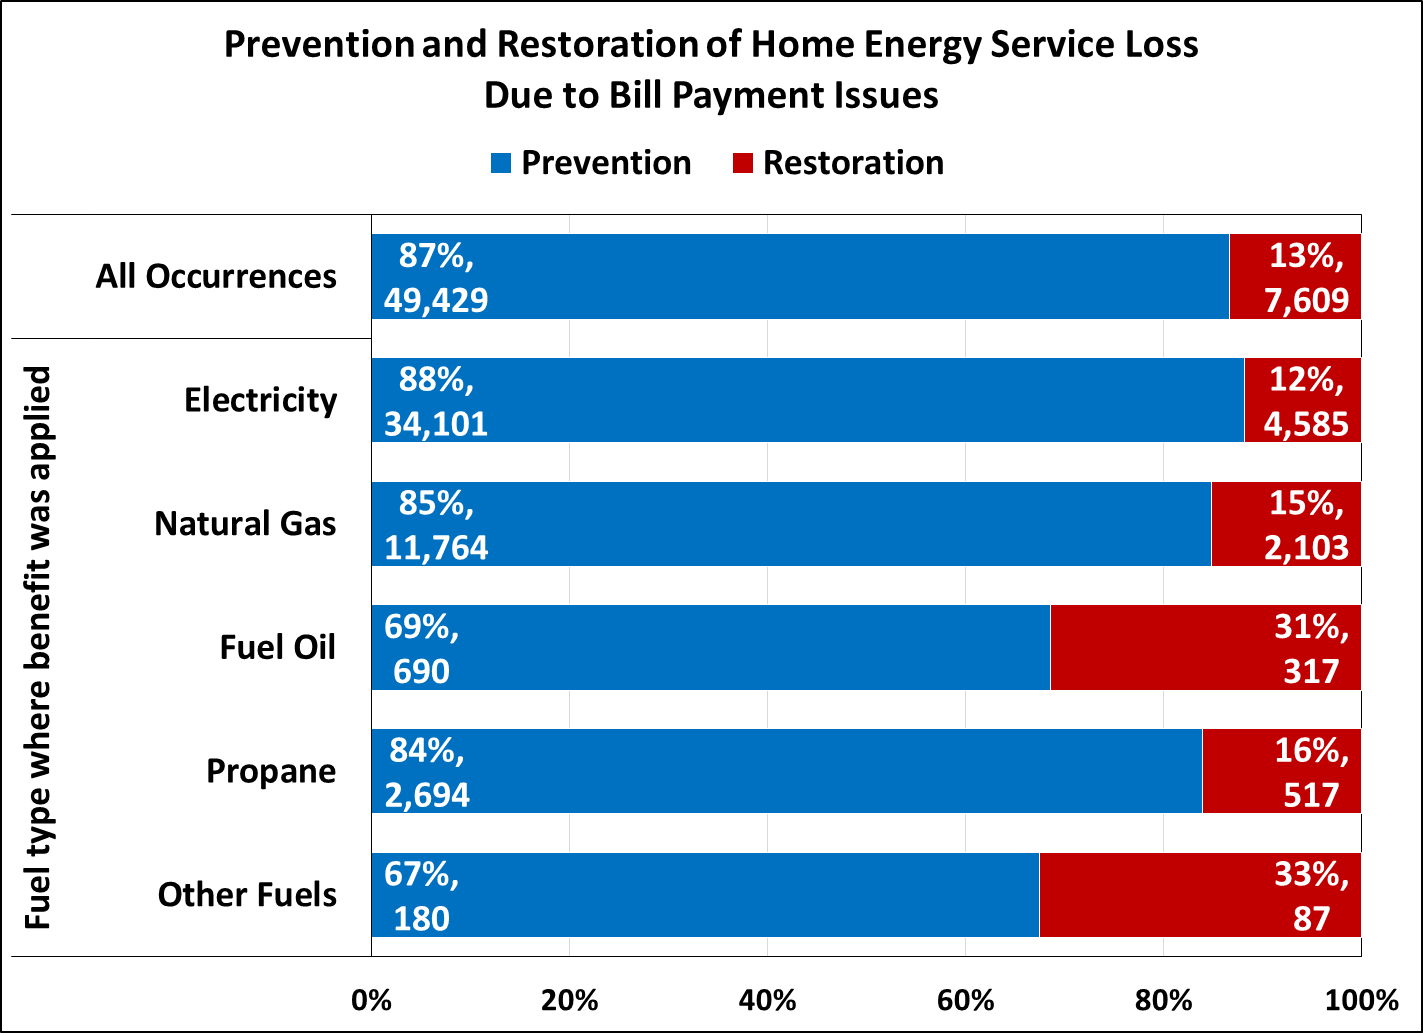 Prevention and Restoration of Home Energy Service Loss
Due to Bill Payment Issues
Prevention
Restoration
All Occurrences
87%,
49,429
13%,
7,609
Fuel type where benefit was applied
Electricity
88%,
34,101
12%,
4,585
Natural Gas
85%,
11,764
15%,
2,103
Fuel Oil
69%,
690
31%,
317
Propane
84%,
2,694
16%,
517
Other Fuels
67%,
180
33%,
87
0%
20%
40%
60%
80%
100%